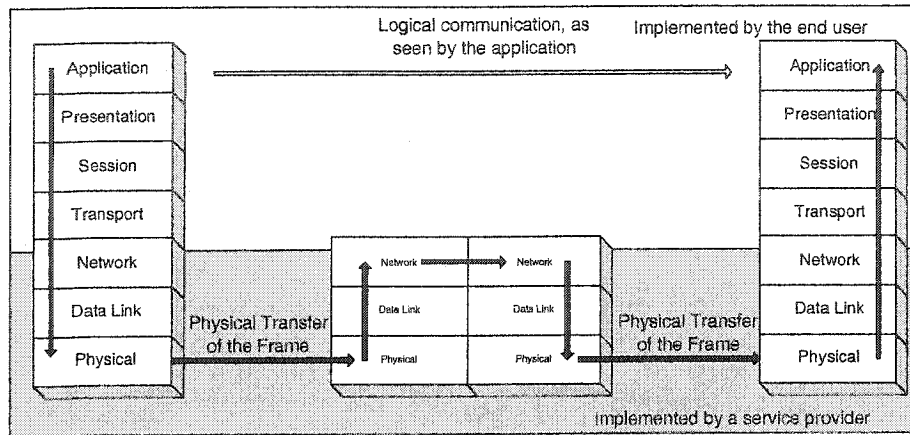 Logical communication, as
seen by the application
Implemented by the end user
Application
Presentation
Session
Transport
Network
Data Link
Physical
Physical Transfer
of the Frame
Network
Network
Data Link
Data Link
Physical
Physical
Physical Transfer
of the Frame
Application
Presentation
Session
Transport
Network
Data Link
Physical
Implemented by a service provider